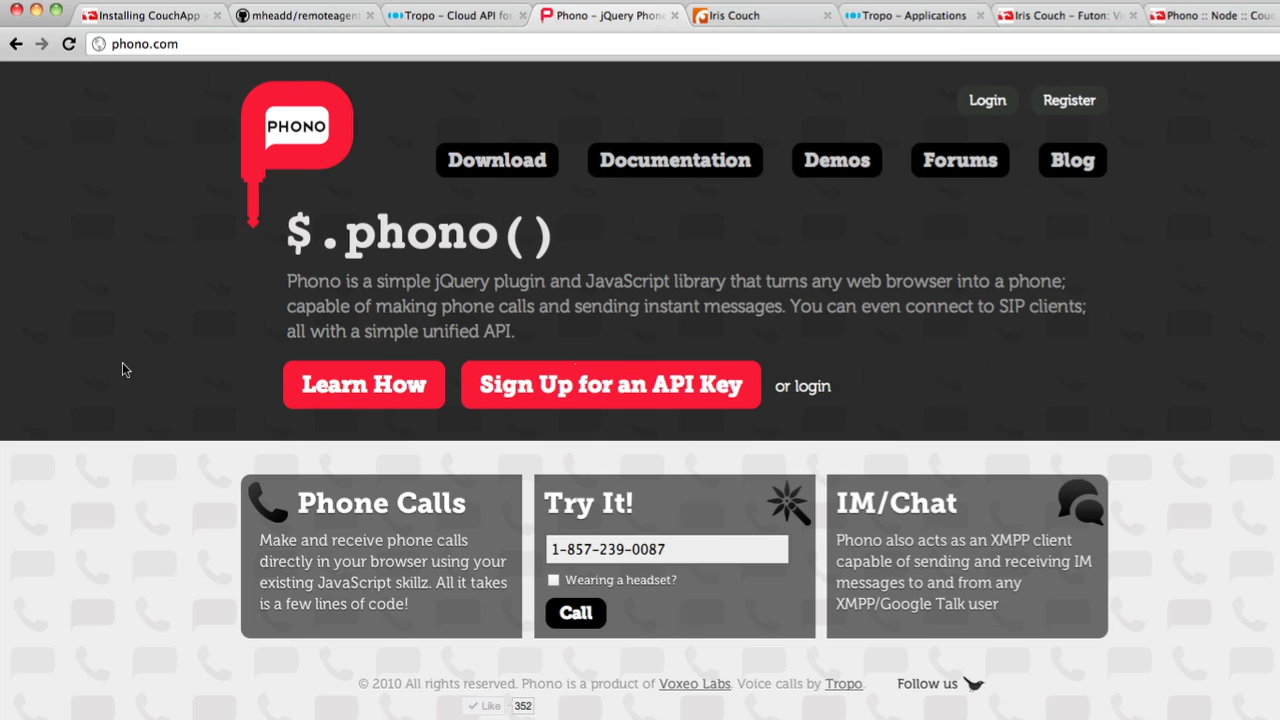 Installing CouchApp
mheadd/remoteagent
Tropo – Cloud API for
Phono – jQuery Phone
Iris Couch
Tropo – Applications
Iris Couch – Futon: Vi
Phono :: Node :: Couc
phono.com
PHONO
Login
Register
Download
Documentation
Demos
Forums
Blog
$.phono()
Phono is a simple jQuery plugin and JavaScript library that turns any web browser into a phone;
capable of making phone calls and sending instant messages. You can even connect to SIP clients;
all with a simple unified API.
Learn How
Sign Up for an API Key
or login
Phone Calls
Make and receive phone calls
directly in your browser using your
existing JavaScript skillz. All it takes
is a few lines of code!
Try It!
1-857-239-0087
Wearing a headset?
Call
IM/Chat
Phono also acts as an XMPP client
capable of sending and receiving IM
messages to and from any
XMPP/Google Talk user
© 2010 All rights reserved. Phono is a product of Voxeo Labs. Voice calls by Tropo.
Follow us
Like
352